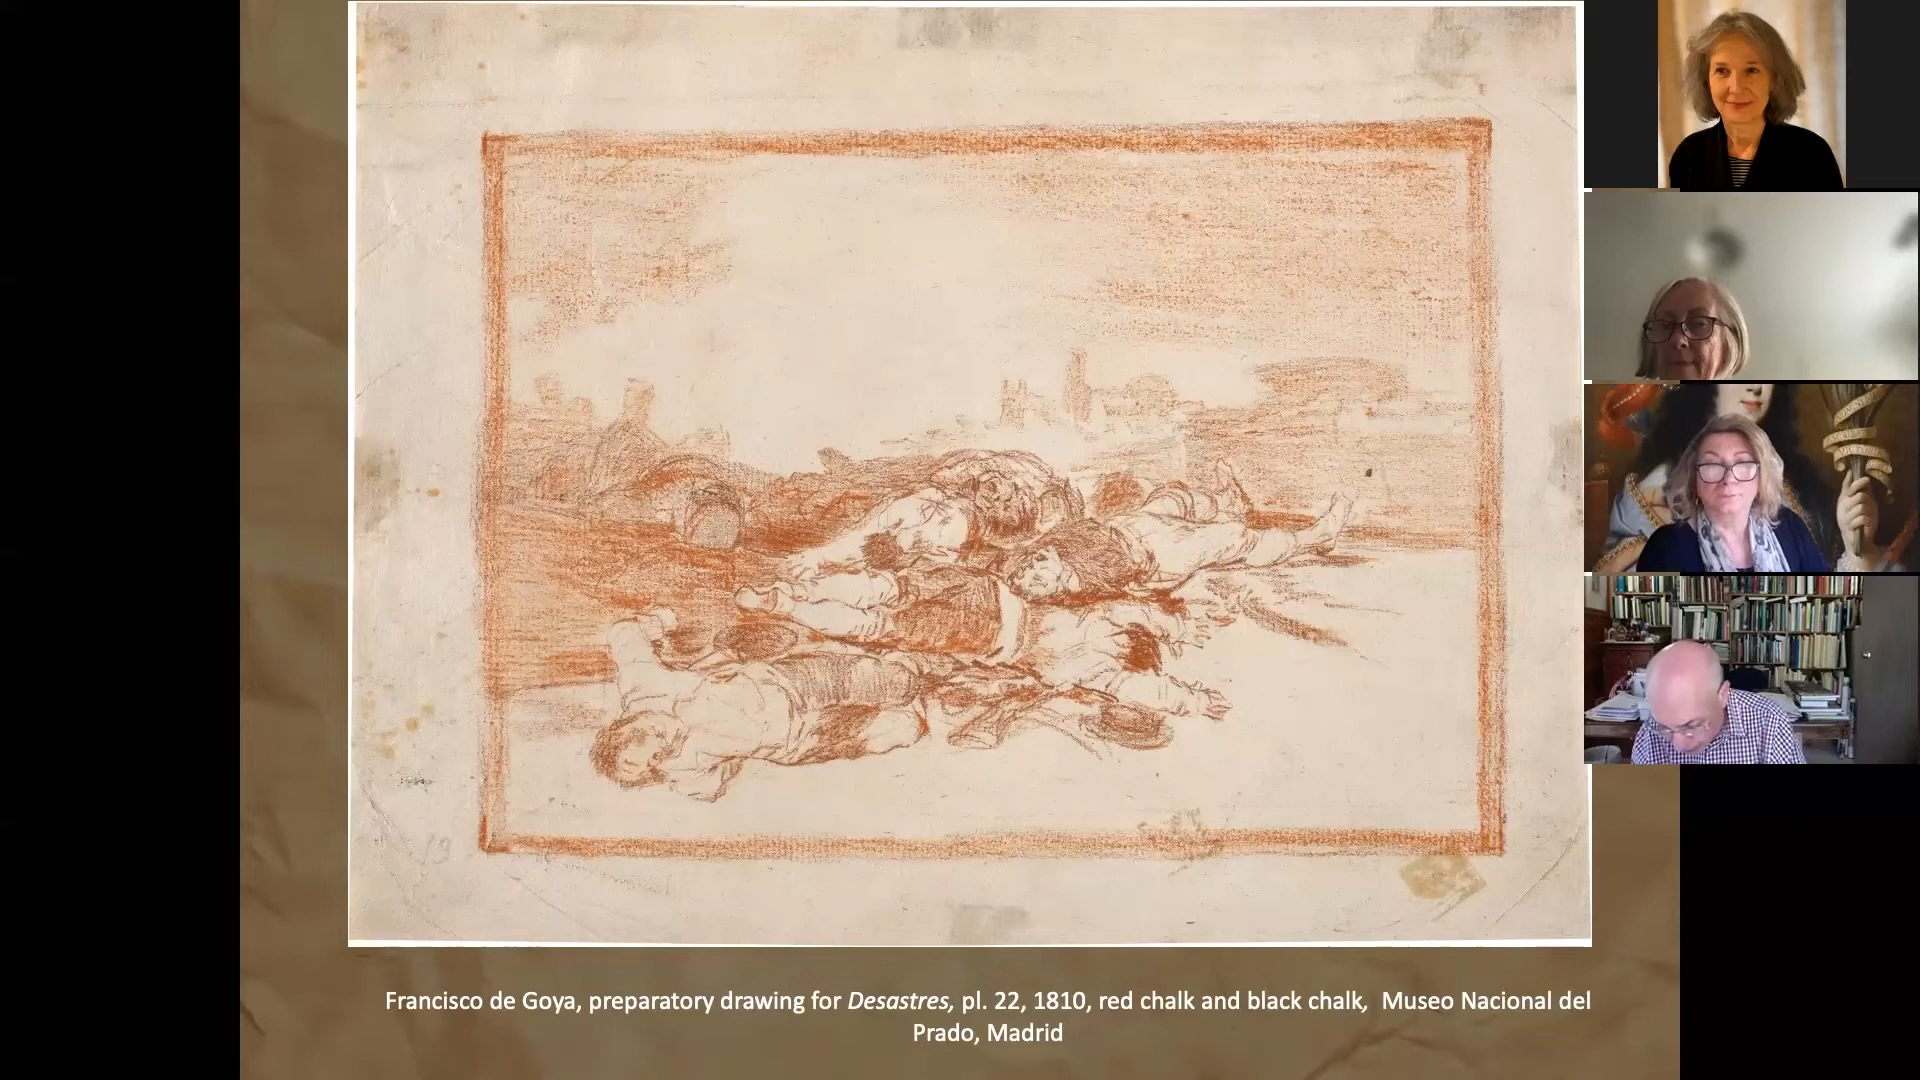 19
Francisco de Goya, preparatory drawing for Desastres, pl. 22, 1810, red chalk and black chalk, Museo Nacional del
Prado, Madrid